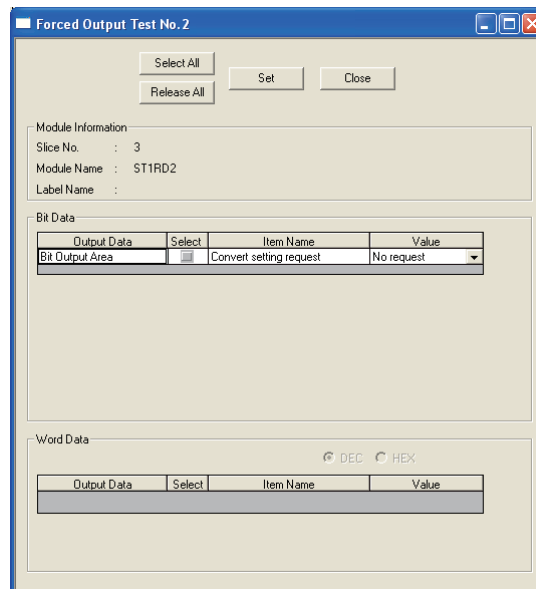 Forced Output Test No.2
Select All
Set
Close
Release All
Module Information
Slice No. : 3
Module Name : ST1RD2
Label Name :
Bit Data
Output Data Select Item Name Value
Bit Output Area Convert setting request No request
Word Data
DEC HEX
Output Data Select Item Name Value